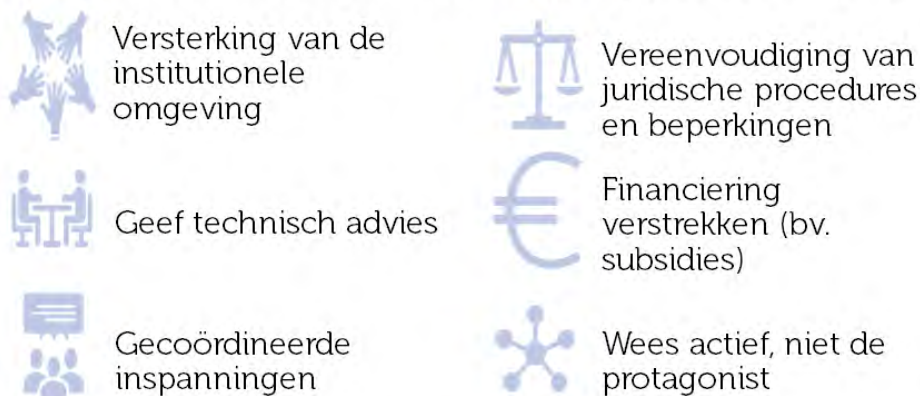 Versterking van de
institutionele
omgeving
Vereenvoudiging van
juridische procedures
en beperkingen
Geef technisch advies
Financiering
verstrekken (bv.
subsidies)
Gecoördineerde
inspanningen
Wees actief, niet de
protagonist